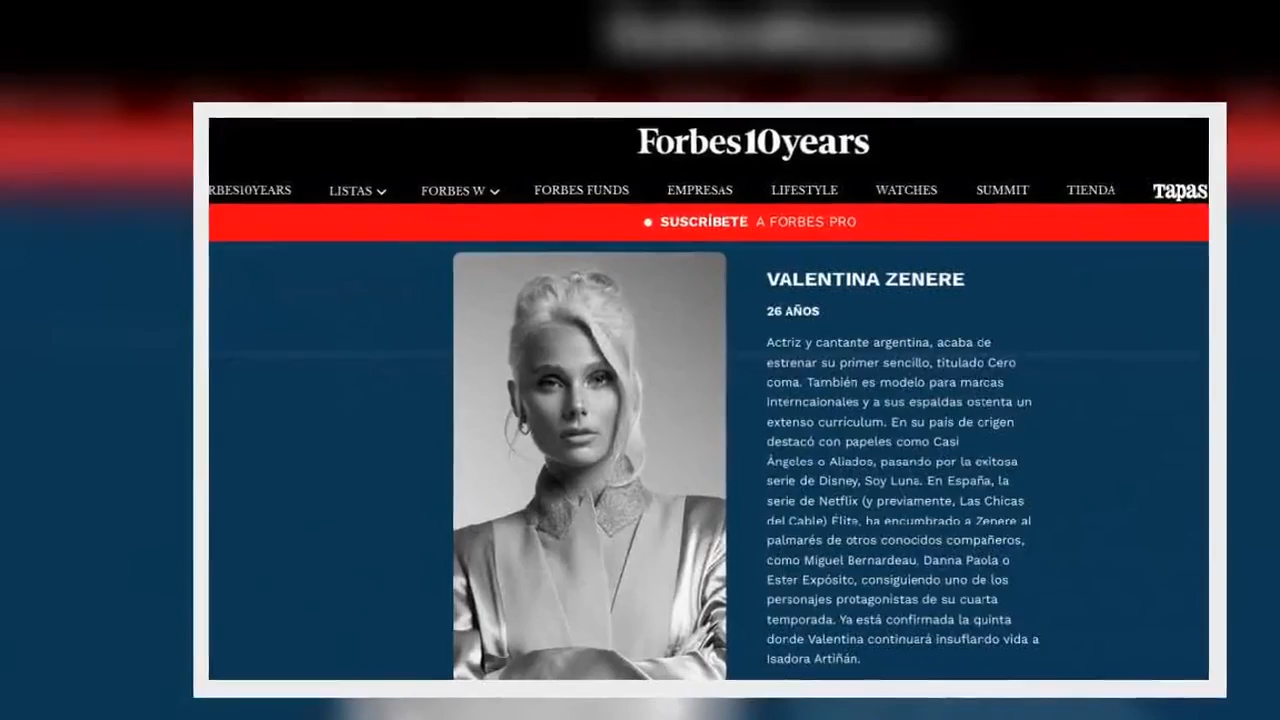 Forbes10years
RBES10YEARS LISTAS FORBES W FORBES FUNDS EMPRESAS LIFESTYLE WATCHES SUMMIT TIENDA Tapas
SUSCRÍBETE A FORBES PRO
VALENTINA ZENERE
26 AÑOS
Actriz y cantante argentina, acaba de
estrenar su primer sencillo, titulado Cero
coma. También es modelo para marcas
interncaionales y a sus espaldas ostenta un
extenso currículum. En su país de origen
destacó con papeles como Casi
Ángeles o Aliados, pasando por la exitosa
serie de Disney, Soy Luna. En España, la
serie de Netflix (y previamente, Las Chicas
del Cable) Élite, ha encumbrado a Zenere al
palmarés de otros conocidos compañeros,
como Miguel Bernardeau, Danna Paola o
Ester Expósito, consiguiendo uno de los
personajes protagonistas de su cuarta
temporada. Ya está confirmada la quinta
donde Valentina continuará insuflando vida a
Isadora Artiñán.